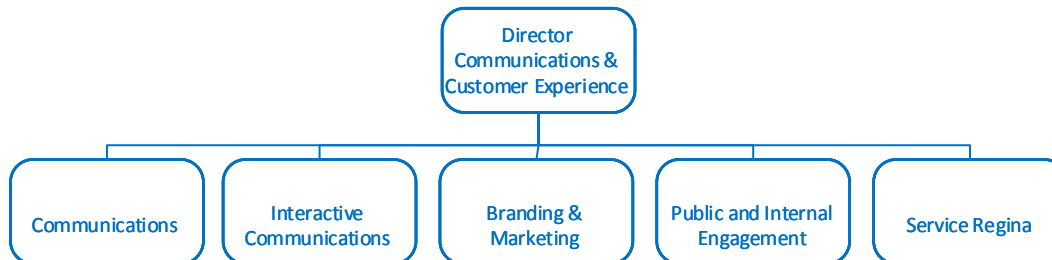 Director
Communications &
Customer Experience
Communications
Interactive
Communications
Branding &
Marketing
Public and Internal
Engagement
Service Regina